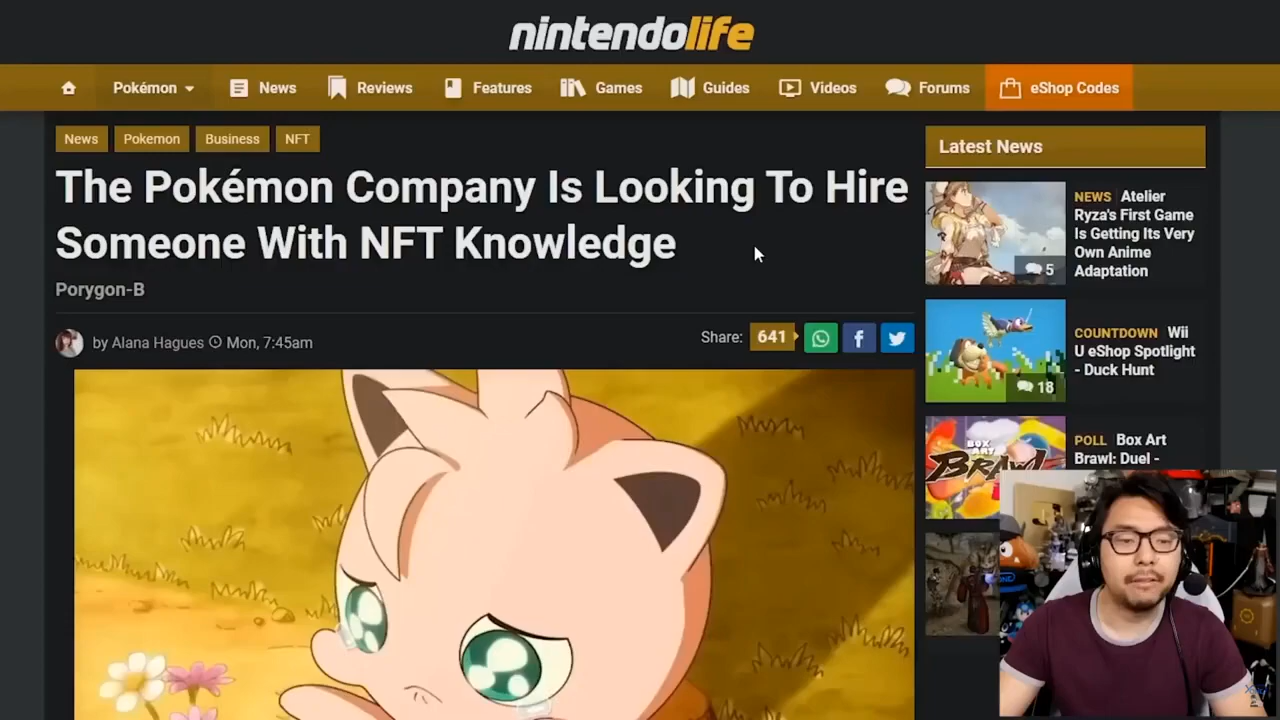 nintendolife
Pokémon
News
Reviews
Features
Games
Guides
Videos
Forums
eShop Codes
News
Pokemon
Business
NFT
The Pokémon Company Is Looking To Hire
Someone With NFT Knowledge
Porygon-B
by Alana Hagues
Mon, 7:45am
Share:
641
Latest News
NEWS Atelier
Ryza's First Game
Is Getting Its Very
Own Anime
Adaptation
5
COUNTDOWN Wii
U eShop Spotlight
- Duck Hunt
18
POLL Box Art
Brawl: Duel -
BOX
ART
BRAWL